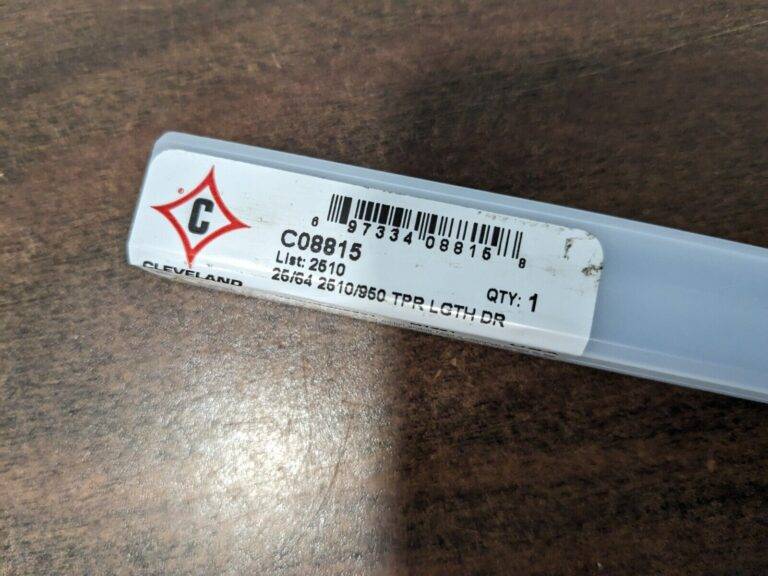 ®
C
CLEVELAND
6 97334 08815 8
C08815
List: 2510
25/64 2510/950 TPR LGTH DR
QTY: 1